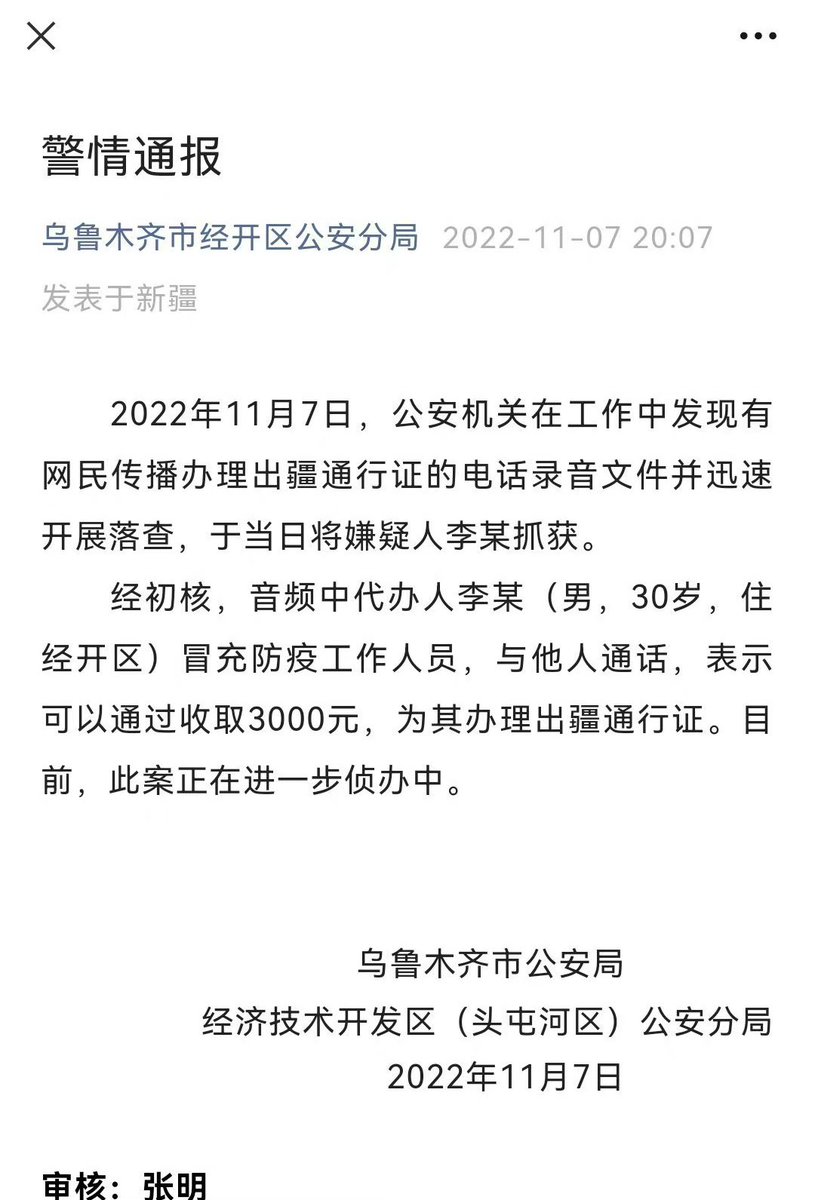 警情通报
乌鲁木齐市经开区公安分局 2022-11-07 20:07
发表于新疆
2022年11月7日，公安机关在工作中发现有
网民传播办理出疆通行证的电话录音文件并迅速
开展落查，于当日将嫌疑人李某抓获。
经初核，音频中代办人李某（男，30岁，住
经开区）冒充防疫工作人员，与他人通话，表示
可以通过收取3000元，为其办理出疆通行证。目
前，此案正在进一步侦办中。
乌鲁木齐市公安局
经济技术开发区（头屯河区）公安分局
2022年11月7日
审核：张明